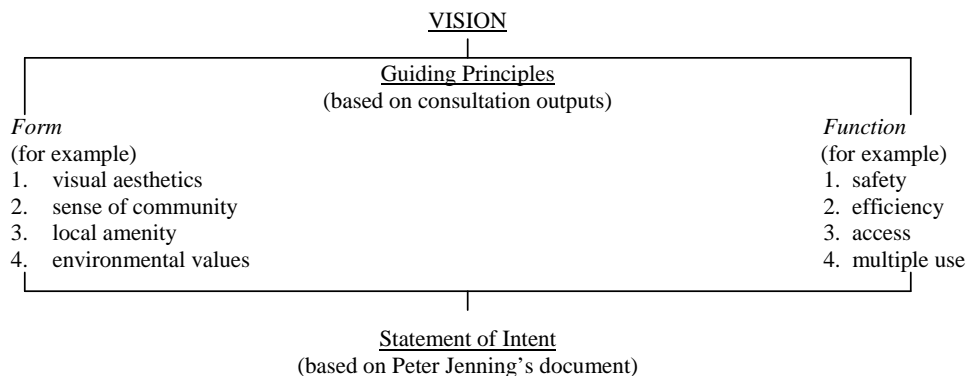 VISION
Guiding Principles
(based on consultation outputs)
Form
(for example)
1. visual aesthetics
2. sense of community
3. local amenity
4. environmental values
Function
(for example)
1. safety
2. efficiency
3. access
4. multiple use
Statement of Intent
(based on Peter Jenning's document)